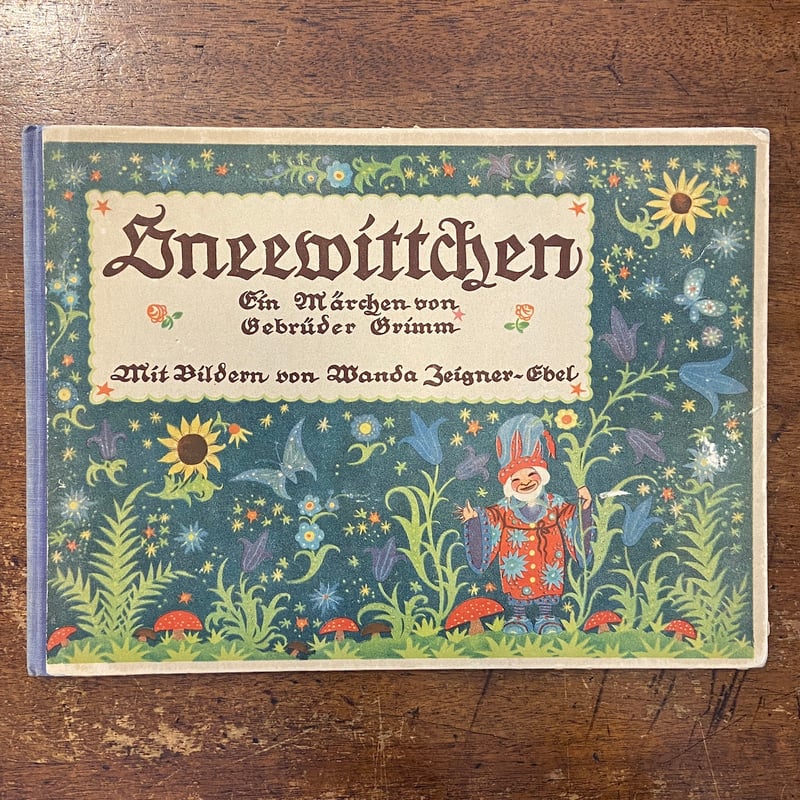 Sneewittchen
Ein Märchen von
Gebrüder Grimm
Mit Bildern von Wanda Zeigner-Ebel